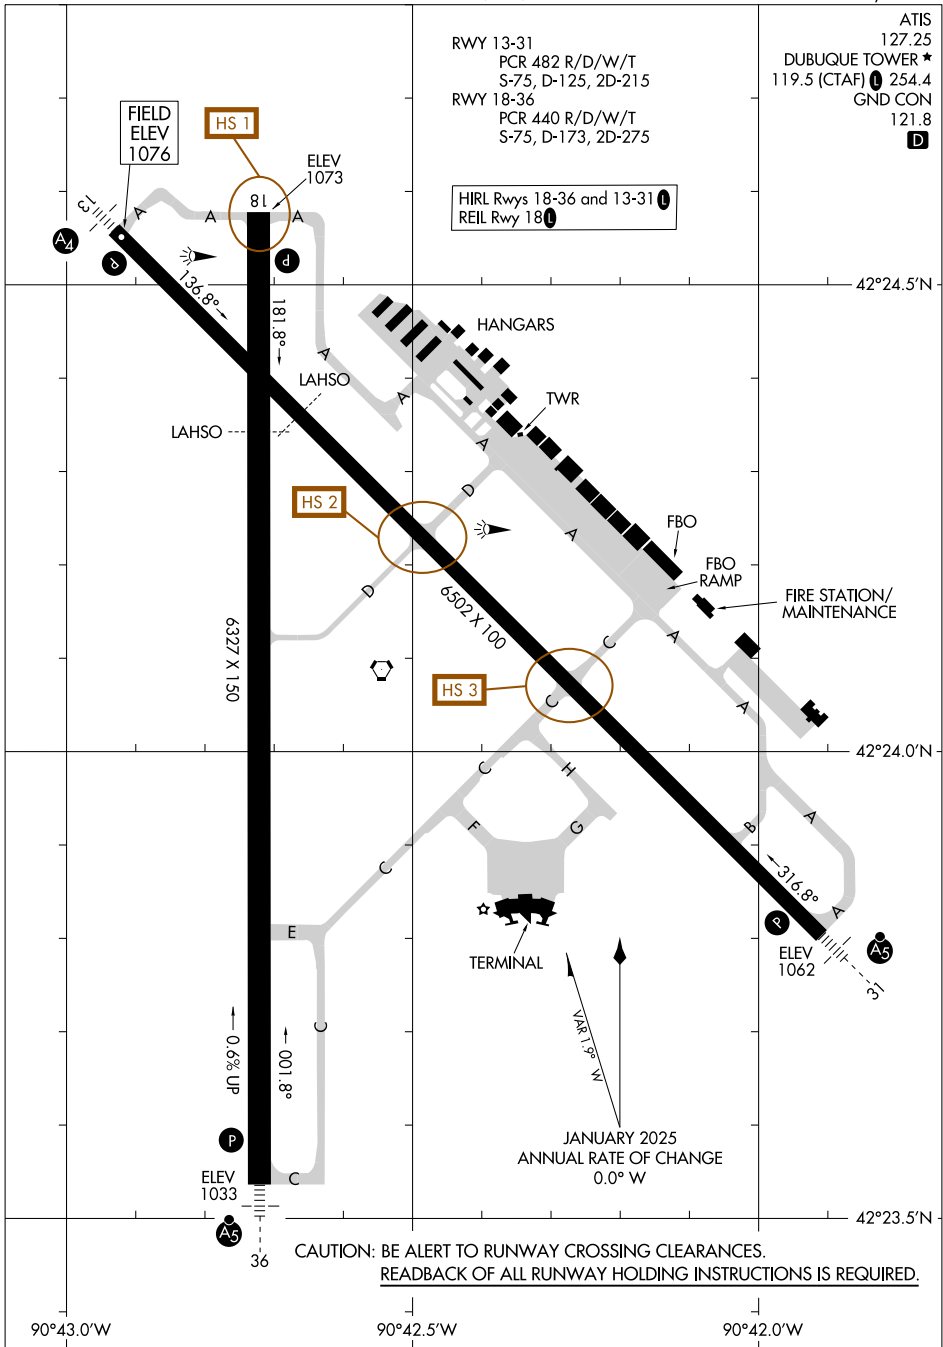 ATIS
127.25
DUBUQUE TOWER ★
119.5 (CTAF) L 254.4
GND CON
121.8
D
RWY 13-31
PCR 482 R/D/W/T
S-75, D-125, 2D-215
RWY 18-36
PCR 440 R/D/W/T
S-75, D-173, 2D-275
HIRL Rwys 18-36 and 13-31 L
REIL Rwy 18 L
FIELD
ELEV
1076
HS 1
ELEV
1073
13
A
A
18
A
A4
P
P
136.8°
181.8°
42°24.5'N
HANGARS
A
LAHSO
A
LAHSO
TWR
A
D
HS 2
A
FBO
FBO
RAMP
FIRE STATION/
MAINTENANCE
D
6502 X 100
6327 X 150
C
A
HS 3
C
A
42°24.0'N
C
H
A
F
G
B
C
316.8°
A
P
E
TERMINAL
ELEV
1062
A5
31
C
0.6% UP
001.8°
VAR 1.9° W
P
JANUARY 2025
ANNUAL RATE OF CHANGE
0.0° W
ELEV
1033
C
A5
36
42°23.5'N
CAUTION: BE ALERT TO RUNWAY CROSSING CLEARANCES.
READBACK OF ALL RUNWAY HOLDING INSTRUCTIONS IS REQUIRED.
90°43.0'W
90°42.5'W
90°42.0'W